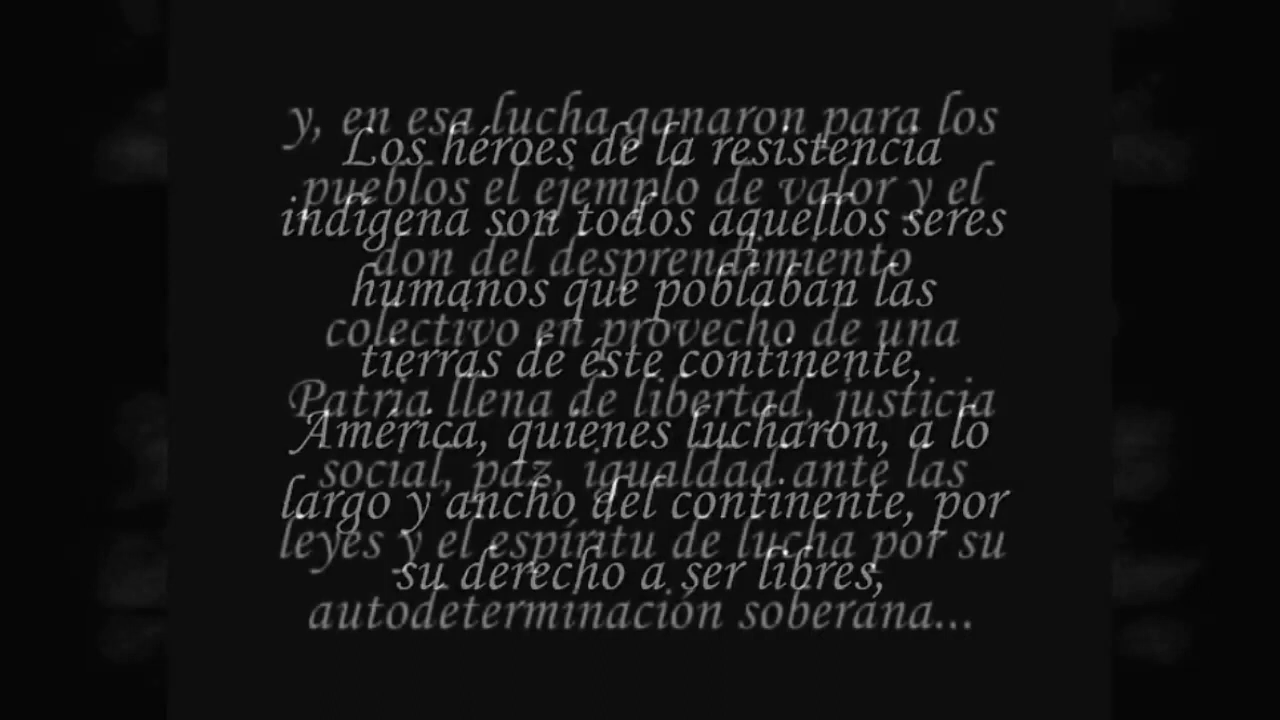 Los héroes de la resistencia
indígena son todos aquellos seres
humanos que poblaban las
tierras de éste continente,
América, quienes lucharon, a lo
largo y ancho del continente, por
su derecho a ser libres,
y, en esa lucha ganaron para los
pueblos el ejemplo de valor y el
don del desprendimiento
colectivo en provecho de una
Patria llena de libertad, justicia
social, paz, igualdad ante las
leyes y el espíritu de lucha por su
autodeterminación soberana...